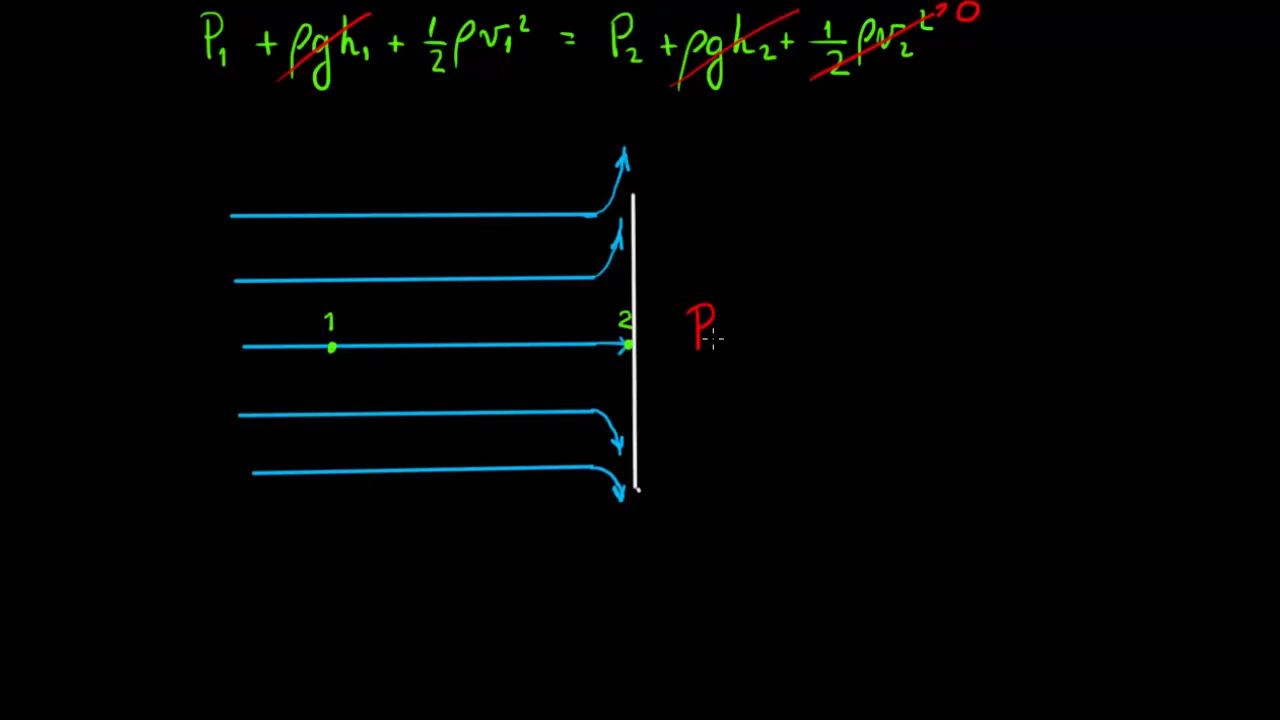 P₁ + ρgh₁ + ½ρv₁² = P₂ + ρgh₂ + ½ρv₂² → 0
1
2
P